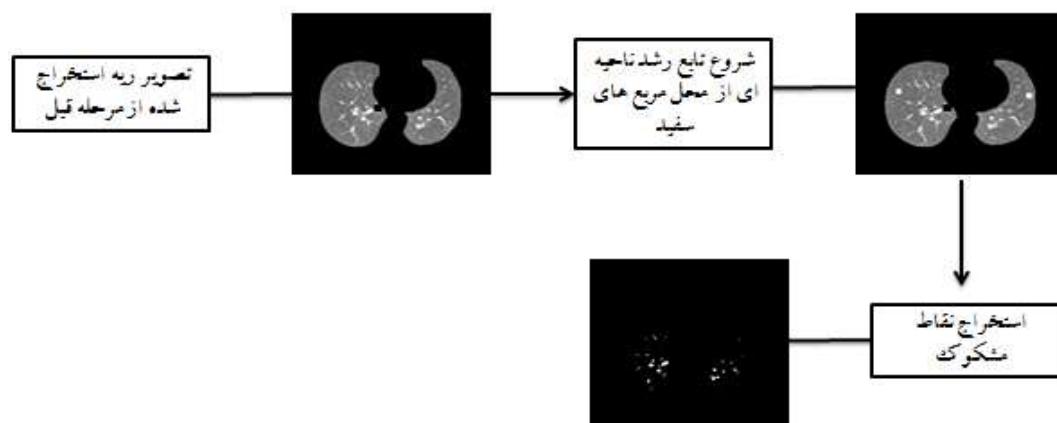 تصویر ریه استخراج
شده از مرحله قبل
شروع تابع رشد ناحیه
ای از محل مربع های
سفید
استخراج نقاط
مشکوک